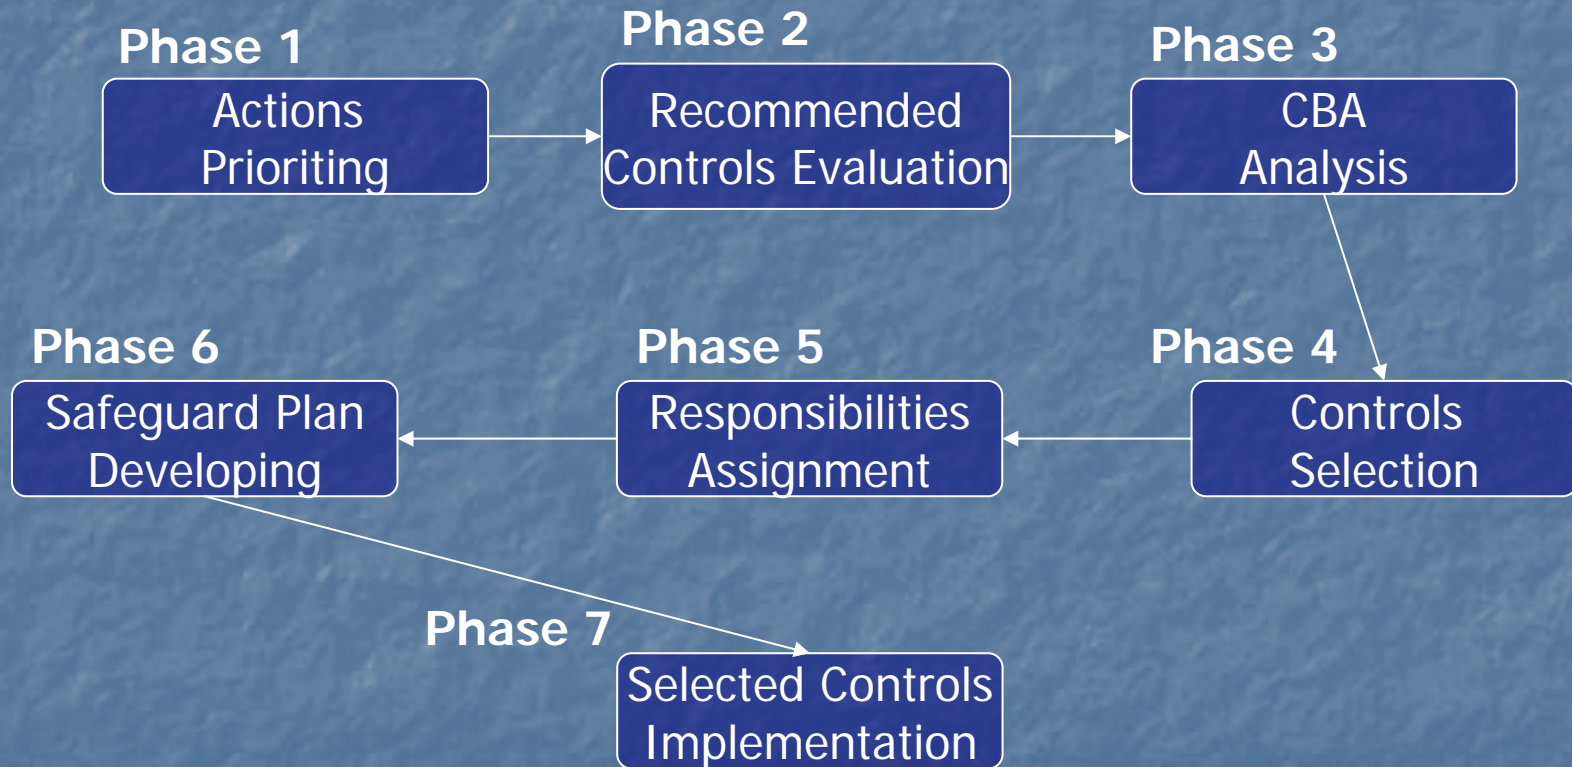 Phase 1
Actions
Prioriting
Phase 2
Recommended
Controls Evaluation
Phase 3
CBA
Analysis
Phase 4
Controls
Selection
Phase 5
Responsibilities
Assignment
Phase 6
Safeguard Plan
Developing
Phase 7
Selected Controls
Implementation